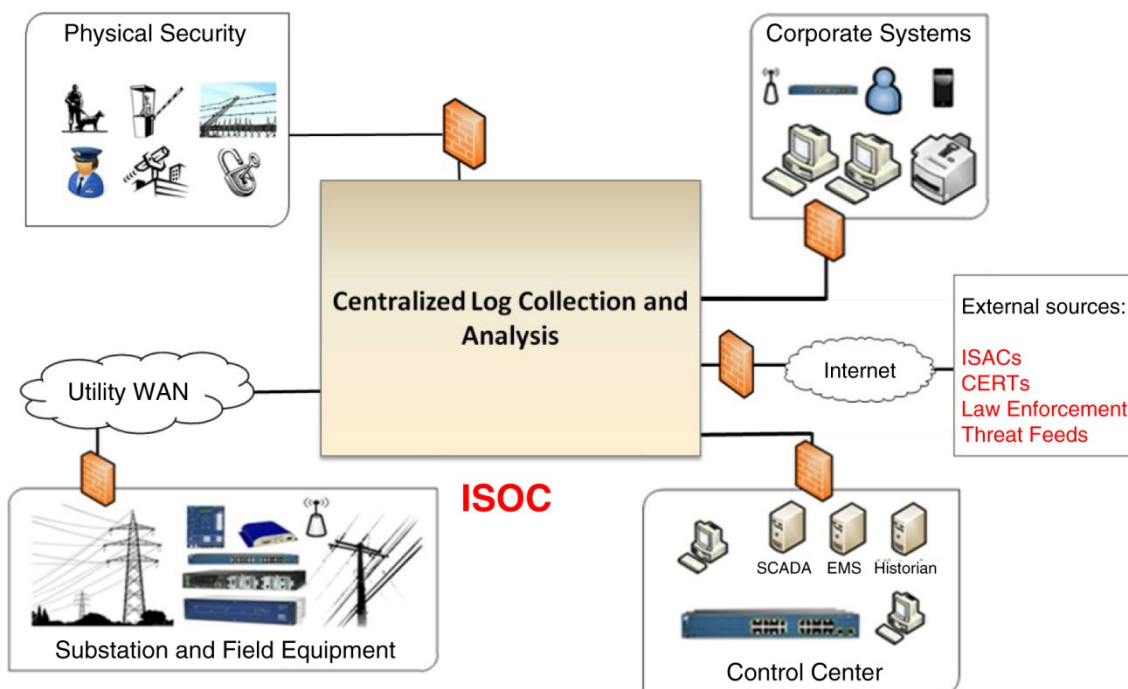 Physical Security
Corporate Systems
Centralized Log Collection and
Analysis
External sources:
ISACs
CERTs
Law Enforcement
Threat Feeds
Internet
Utility WAN
ISOC
Substation and Field Equipment
SCADA
EMS
Historian
Control Center